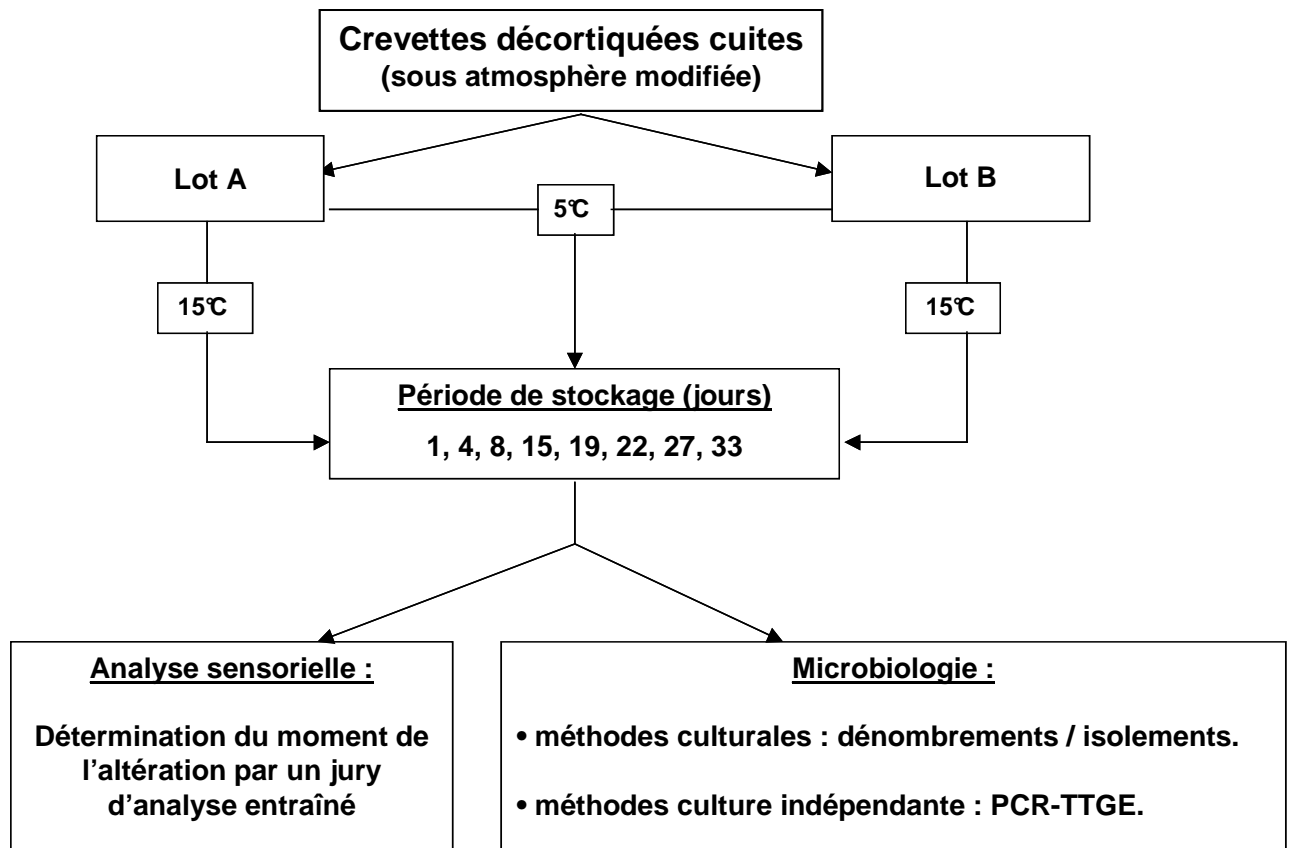 Crevettes décortiquées cuites
(sous atmosphère modifiée)
Lot A
Lot B
5°C
15°C
15°C
Période de stockage (jours)
1, 4, 8, 15, 19, 22, 27, 33
Analyse sensorielle :
Détermination du moment de
l'altération par un jury
d'analyse entraîné
Microbiologie :
• méthodes culturales : dénombrements / isolements.
• méthodes culture indépendante : PCR-TTGE.